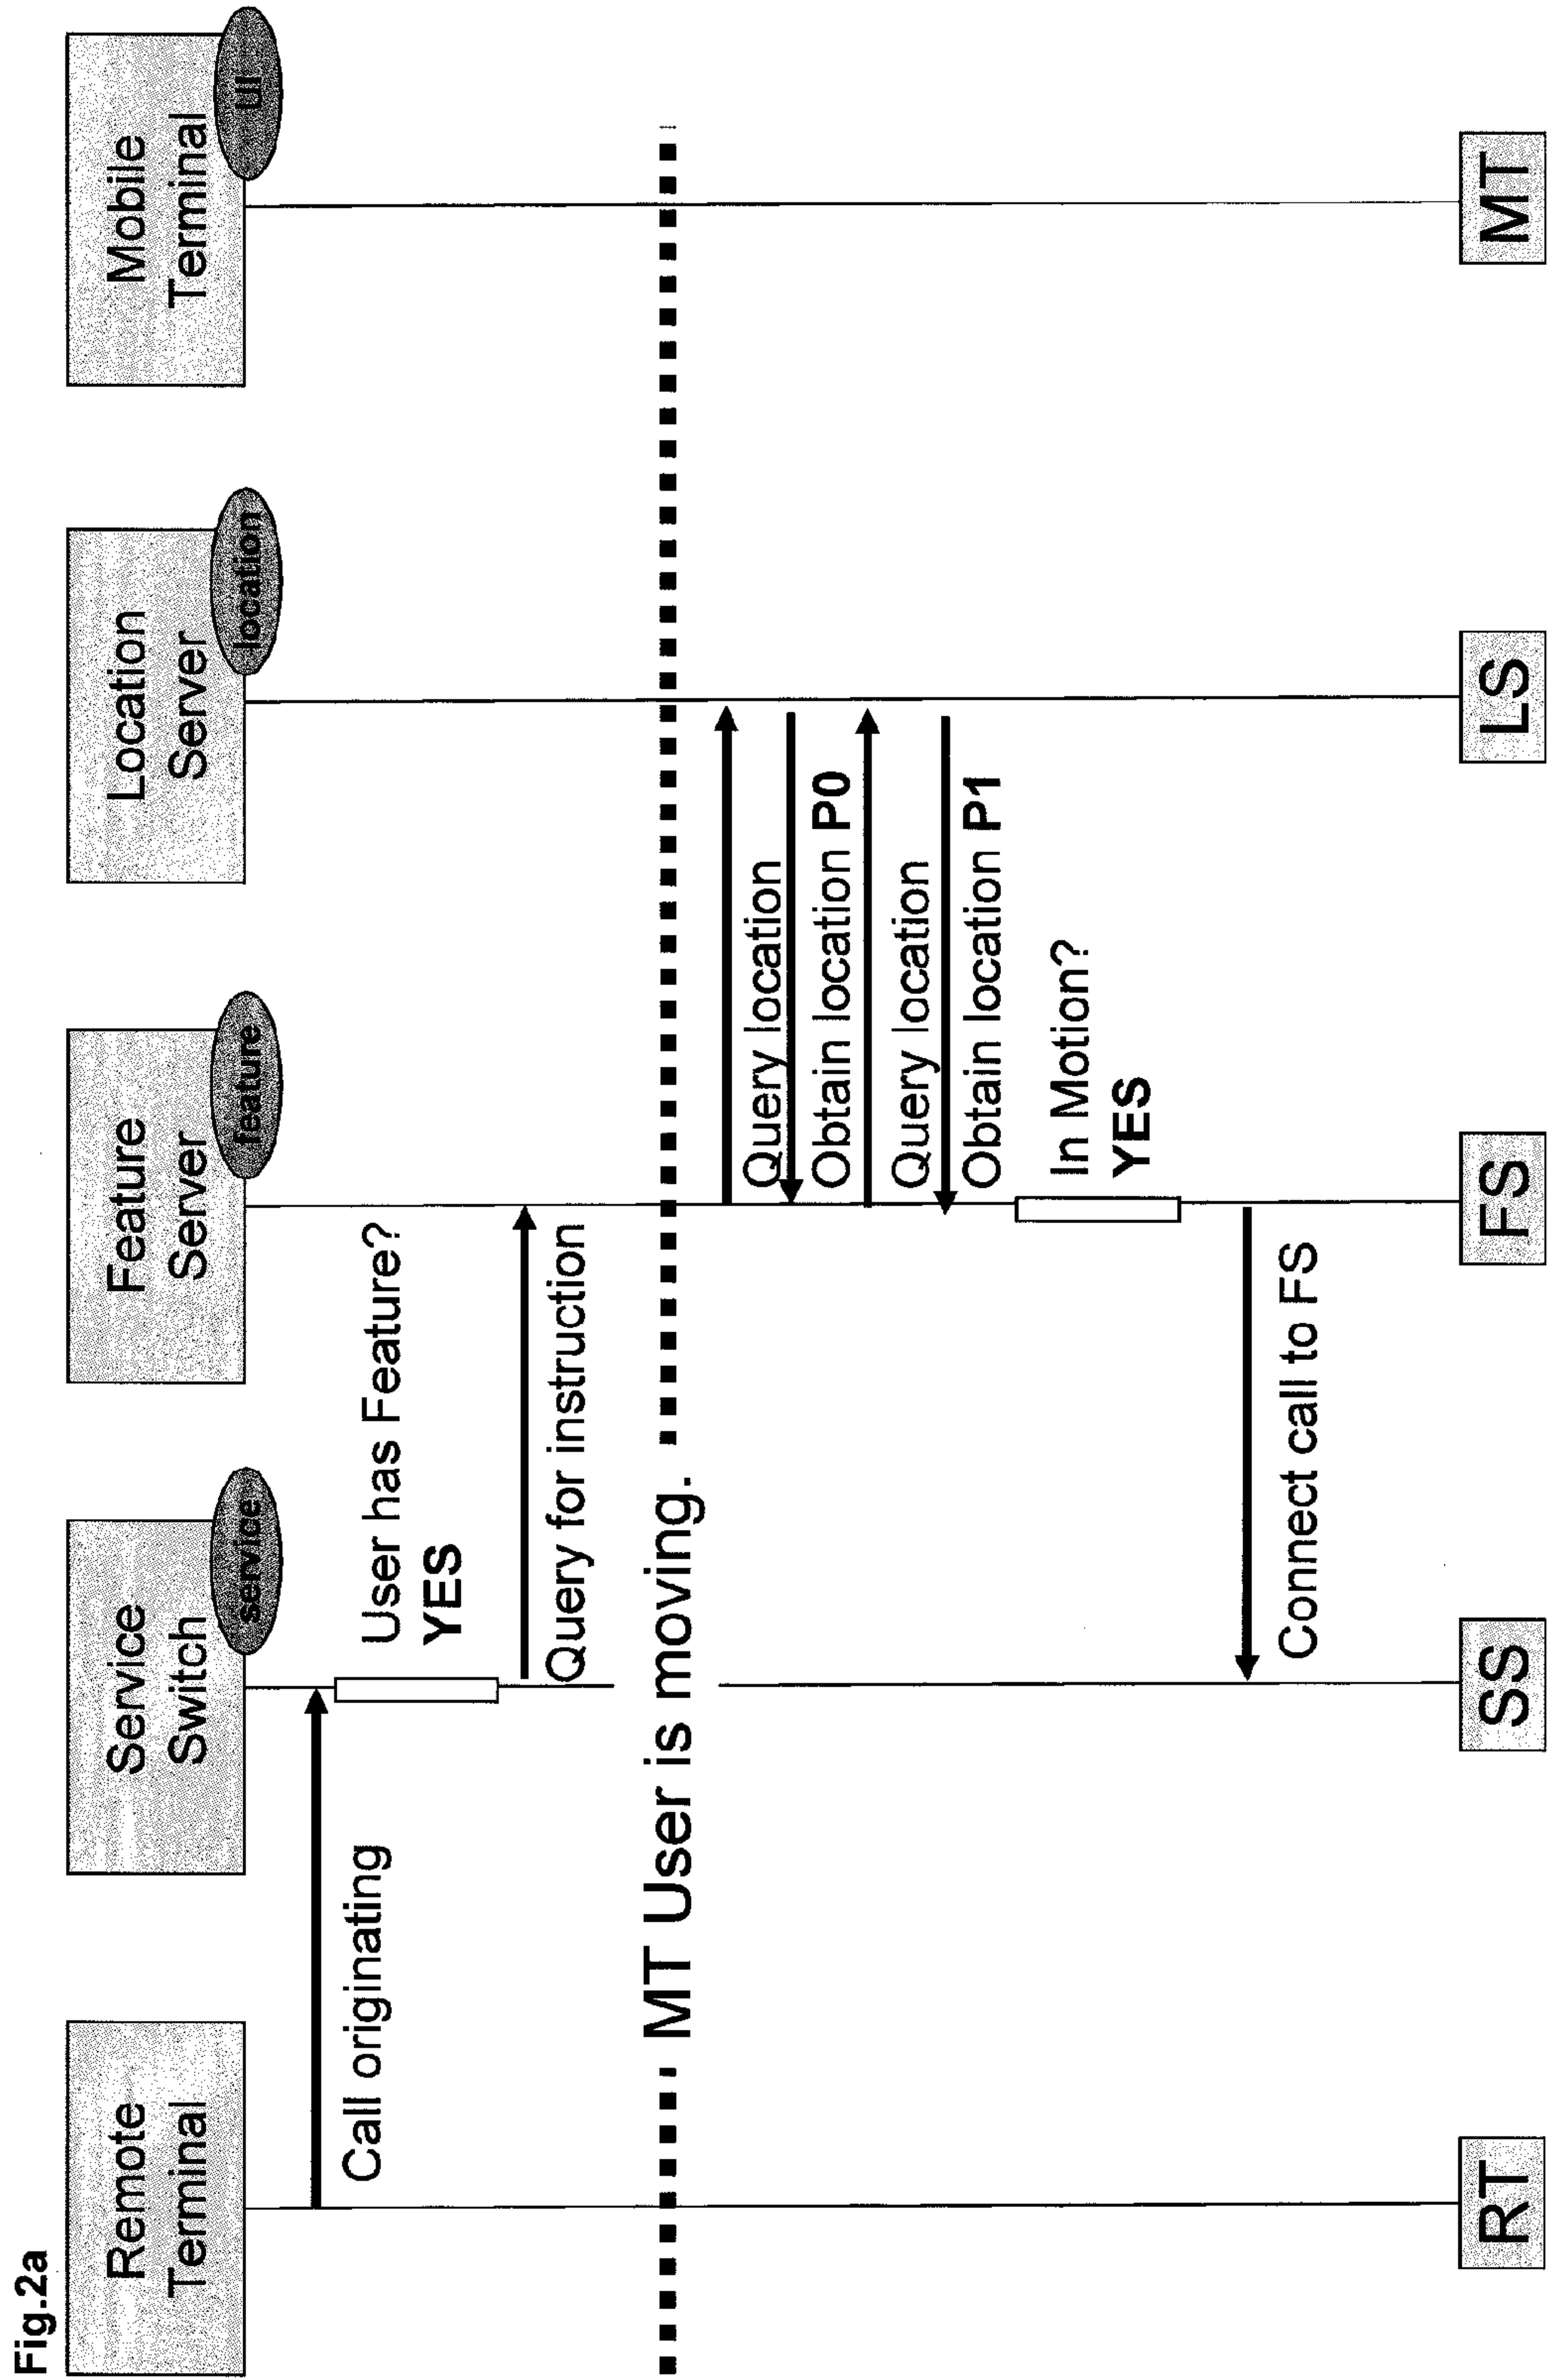 Fig.2a
Remote
Terminal
Service
Switch
service
Feature
Server
feature
Location
Server
location
Mobile
Terminal
UI
Call originating
User has Feature?
YES
Query for instruction
MT User is moving.
Query location
Obtain location P0
Query location
Obtain location P1
In Motion?
YES
Connect call to FS
RT
SS
FS
LS
MT